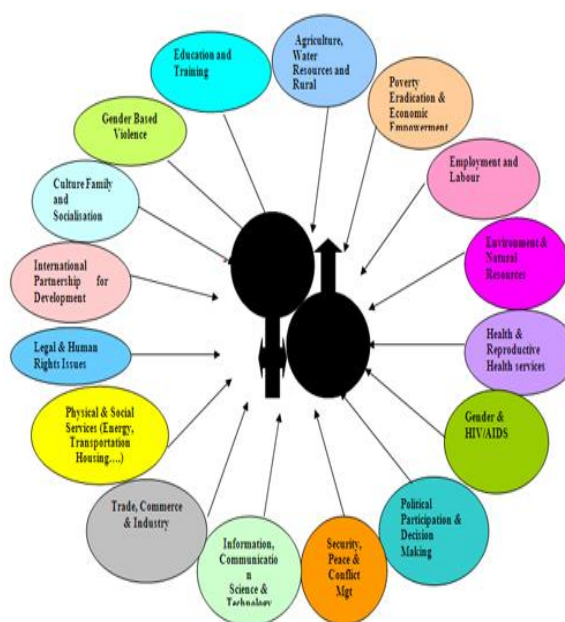 Agriculture,
Water
Resources and
Rural
Poverty
Eradication &
Economic
Empowerment
Employment and
Labour
Environment &
Natural
Resources
Health &
Reproductive
Health services
Gender &
HIV/AIDS
Political
Participation &
Decision
Making
Security,
Peace &
Conflict
Mgt
Information,
Communicatio
n
Science &
Technology
Trade, Commerce
& Industry
Physical & Social
Services (Energy,
Transportation
Housing….)
Legal & Human
Rights Issues
International
Partnership for
Development
Culture Family
and
Socialisation
Gender Based
Violence
Education and
Training